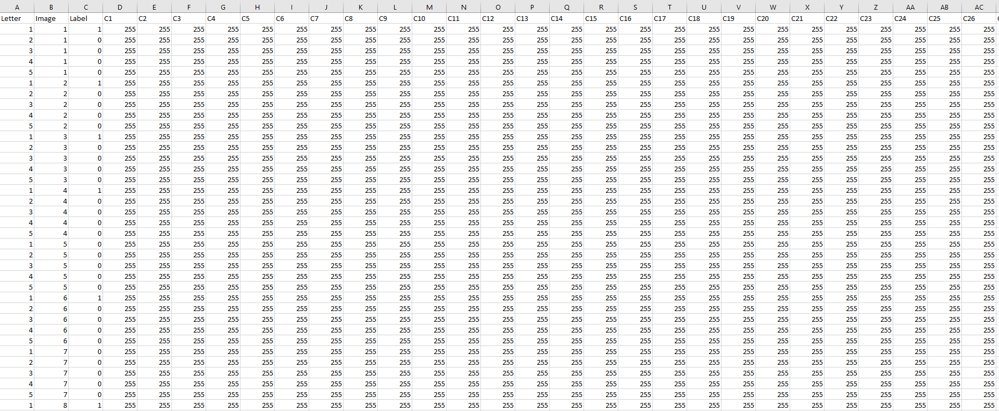 A B C D E F G H I J K L M N O P Q R S T U V W X Y Z AA AB AC
Letter Image Label C1 C2 C3 C4 C5 C6 C7 C8 C9 C10 C11 C12 C13 C14 C15 C16 C17 C18 C19 C20 C21 C22 C23 C24 C25 C26
1 1 1 255 255 255 255 255 255 255 255 255 255 255 255 255 255 255 255 255 255 255 255 255 255 255 255 255 255
2 1 0 255 255 255 255 255 255 255 255 255 255 255 255 255 255 255 255 255 255 255 255 255 255 255 255 255 255
3 1 0 255 255 255 255 255 255 255 255 255 255 255 255 255 255 255 255 255 255 255 255 255 255 255 255 255 255
4 1 0 255 255 255 255 255 255 255 255 255 255 255 255 255 255 255 255 255 255 255 255 255 255 255 255 255 255
5 1 0 255 255 255 255 255 255 255 255 255 255 255 255 255 255 255 255 255 255 255 255 255 255 255 255 255 255
1 2 1 255 255 255 255 255 255 255 255 255 255 255 255 255 255 255 255 255 255 255 255 255 255 255 255 255 255
2 2 0 255 255 255 255 255 255 255 255 255 255 255 255 255 255 255 255 255 255 255 255 255 255 255 255 255 255
3 2 0 255 255 255 255 255 255 255 255 255 255 255 255 255 255 255 255 255 255 255 255 255 255 255 255 255 255
4 2 0 255 255 255 255 255 255 255 255 255 255 255 255 255 255 255 255 255 255 255 255 255 255 255 255 255 255
5 2 0 255 255 255 255 255 255 255 255 255 255 255 255 255 255 255 255 255 255 255 255 255 255 255 255 255 255
1 3 1 255 255 255 255 255 255 255 255 255 255 255 255 255 255 255 255 255 255 255 255 255 255 255 255 255 255
2 3 0 255 255 255 255 255 255 255 255 255 255 255 255 255 255 255 255 255 255 255 255 255 255 255 255 255 255
3 3 0 255 255 255 255 255 255 255 255 255 255 255 255 255 255 255 255 255 255 255 255 255 255 255 255 255 255
4 3 0 255 255 255 255 255 255 255 255 255 255 255 255 255 255 255 255 255 255 255 255 255 255 255 255 255 255
5 3 0 255 255 255 255 255 255 255 255 255 255 255 255 255 255 255 255 255 255 255 255 255 255 255 255 255 255
1 4 1 255 255 255 255 255 255 255 255 255 255 255 255 255 255 255 255 255 255 255 255 255 255 255 255 255 255
2 4 0 255 255 255 255 255 255 255 255 255 255 255 255 255 255 255 255 255 255 255 255 255 255 255 255 255 255
3 4 0 255 255 255 255 255 255 255 255 255 255 255 255 255 255 255 255 255 255 255 255 255 255 255 255 255 255
4 4 0 255 255 255 255 255 255 255 255 255 255 255 255 255 255 255 255 255 255 255 255 255 255 255 255 255 255
5 4 0 255 255 255 255 255 255 255 255 255 255 255 255 255 255 255 255 255 255 255 255 255 255 255 255 255 255
1 5 0 255 255 255 255 255 255 255 255 255 255 255 255 255 255 255 255 255 255 255 255 255 255 255 255 255 255
2 5 0 255 255 255 255 255 255 255 255 255 255 255 255 255 255 255 255 255 255 255 255 255 255 255 255 255 255
3 5 0 255 255 255 255 255 255 255 255 255 255 255 255 255 255 255 255 255 255 255 255 255 255 255 255 255 255
4 5 0 255 255 255 255 255 255 255 255 255 255 255 255 255 255 255 255 255 255 255 255 255 255 255 255 255 255
5 5 0 255 255 255 255 255 255 255 255 255 255 255 255 255 255 255 255 255 255 255 255 255 255 255 255 255 255
1 6 1 255 255 255 255 255 255 255 255 255 255 255 255 255 255 255 255 255 255 255 255 255 255 255 255 255 255
2 6 0 255 255 255 255 255 255 255 255 255 255 255 255 255 255 255 255 255 255 255 255 255 255 255 255 255 255
3 6 0 255 255 255 255 255 255 255 255 255 255 255 255 255 255 255 255 255 255 255 255 255 255 255 255 255 255
4 6 0 255 255 255 255 255 255 255 255 255 255 255 255 255 255 255 255 255 255 255 255 255 255 255 255 255 255
5 6 0 255 255 255 255 255 255 255 255 255 255 255 255 255 255 255 255 255 255 255 255 255 255 255 255 255 255
1 7 0 255 255 255 255 255 255 255 255 255 255 255 255 255 255 255 255 255 255 255 255 255 255 255 255 255 255
2 7 0 255 255 255 255 255 255 255 255 255 255 255 255 255 255 255 255 255 255 255 255 255 255 255 255 255 255
3 7 0 255 255 255 255 255 255 255 255 255 255 255 255 255 255 255 255 255 255 255 255 255 255 255 255 255 255
4 7 0 255 255 255 255 255 255 255 255 255 255 255 255 255 255 255 255 255 255 255 255 255 255 255 255 255 255
5 7 0 255 255 255 255 255 255 255 255 255 255 255 255 255 255 255 255 255 255 255 255 255 255 255 255 255 255
1 8 1 255 255 255 255 255 255 255 255 255 255 255 255 255 255 255 255 255 255 255 255 255 255 255 255 255 255